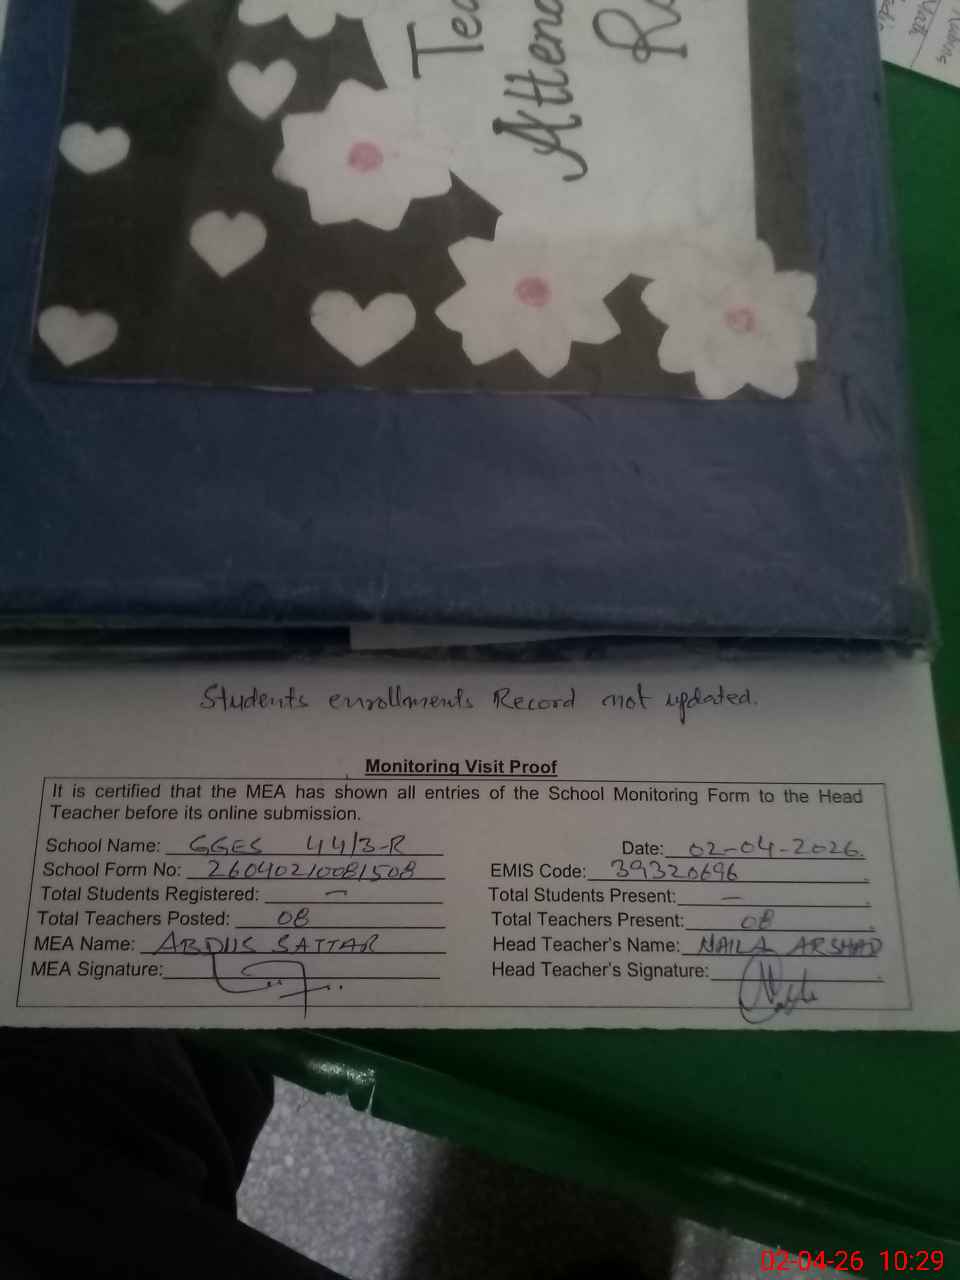 Attend
Students enrollments Record not updated.
Monitoring Visit Proof
It is certified that the MEA has shown all entries of the School Monitoring Form to the Head
Teacher before its online submission.
School Name: GGES 44/3-R Date: 02-04-2026.
School Form No: 26040210081508 EMIS Code: 39320696
Total Students Registered: — Total Students Present: —
Total Teachers Posted: 08 Total Teachers Present: 08
MEA Name: ABDUS SATTAR Head Teacher's Name: NAILA ARSHAD
MEA Signature: Head Teacher's Signature:
02-04-26 10:29